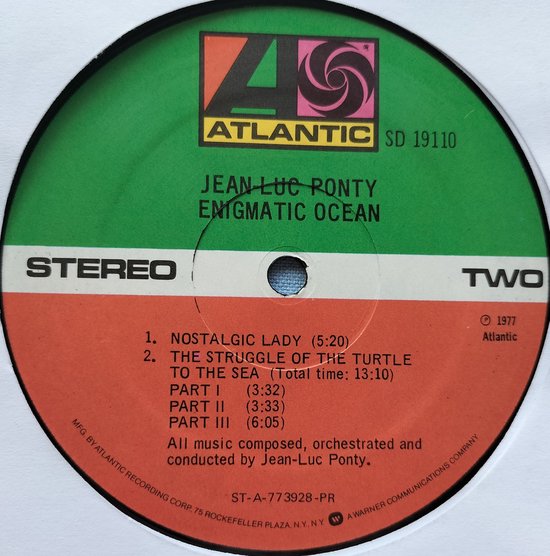 ATLANTIC
SD 19110
JEAN-LUC PONTY
ENIGMATIC OCEAN
STEREO
TWO
℗ 1977
Atlantic
1. NOSTALGIC LADY (5:20)
2. THE STRUGGLE OF THE TURTLE
TO THE SEA (Total time: 13:10)
PART I (3:32)
PART II (3:33)
PART III (6:05)
All music composed, orchestrated and
conducted by Jean-Luc Ponty.
ST-A-773928-PR
MFG. BY ATLANTIC RECORDING CORP. 75 ROCKEFELLER PLAZA, N.Y. N.Y. A WARNER COMMUNICATIONS COMPANY